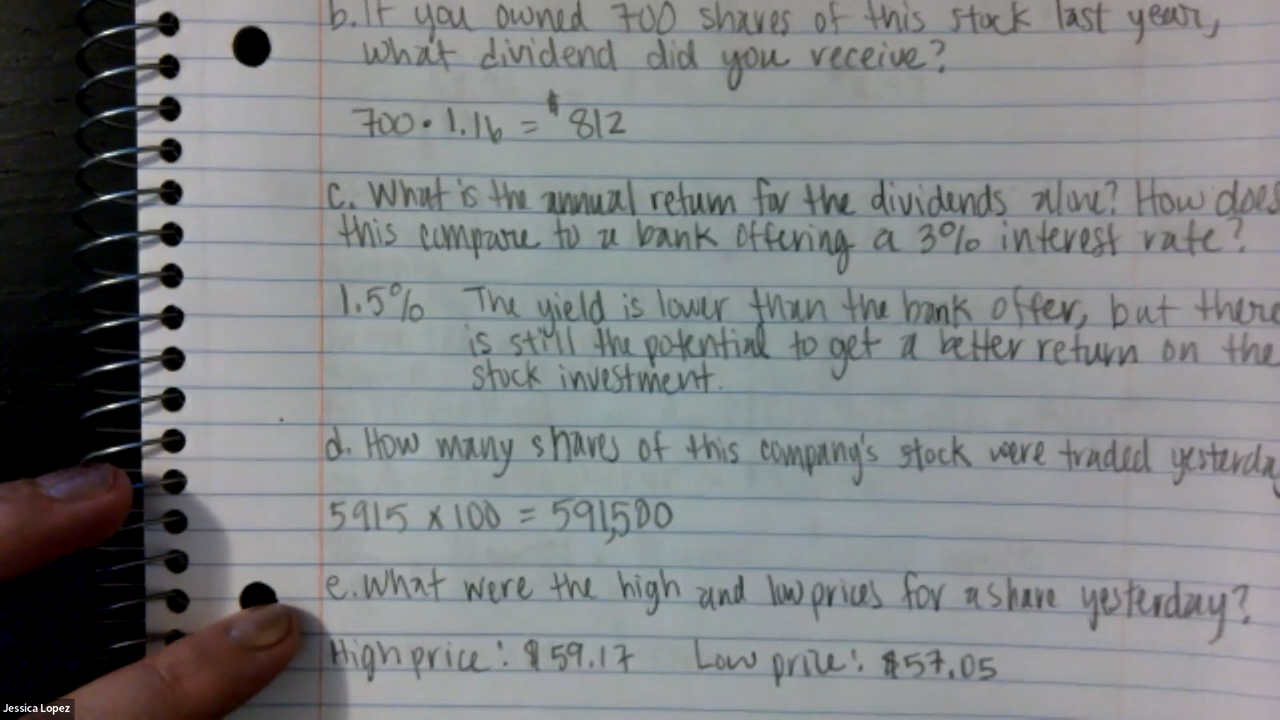 b. If you owned 700 shares of this stock last year,
what dividend did you receive?
700 · 1.16 = $812
c. What is the annual return for the dividends alone? How does
this compare to a bank offering a 3% interest rate?
1.5% The yield is lower than the bank offer, but there
is still the potential to get a better return on the
stock investment.
d. How many shares of this company's stock were traded yesterda
5915 x 100 = 591,500
e. What were the high and low prices for a share yesterday?
High price: $59.17 Low price: $57.05
Jessica Lopez